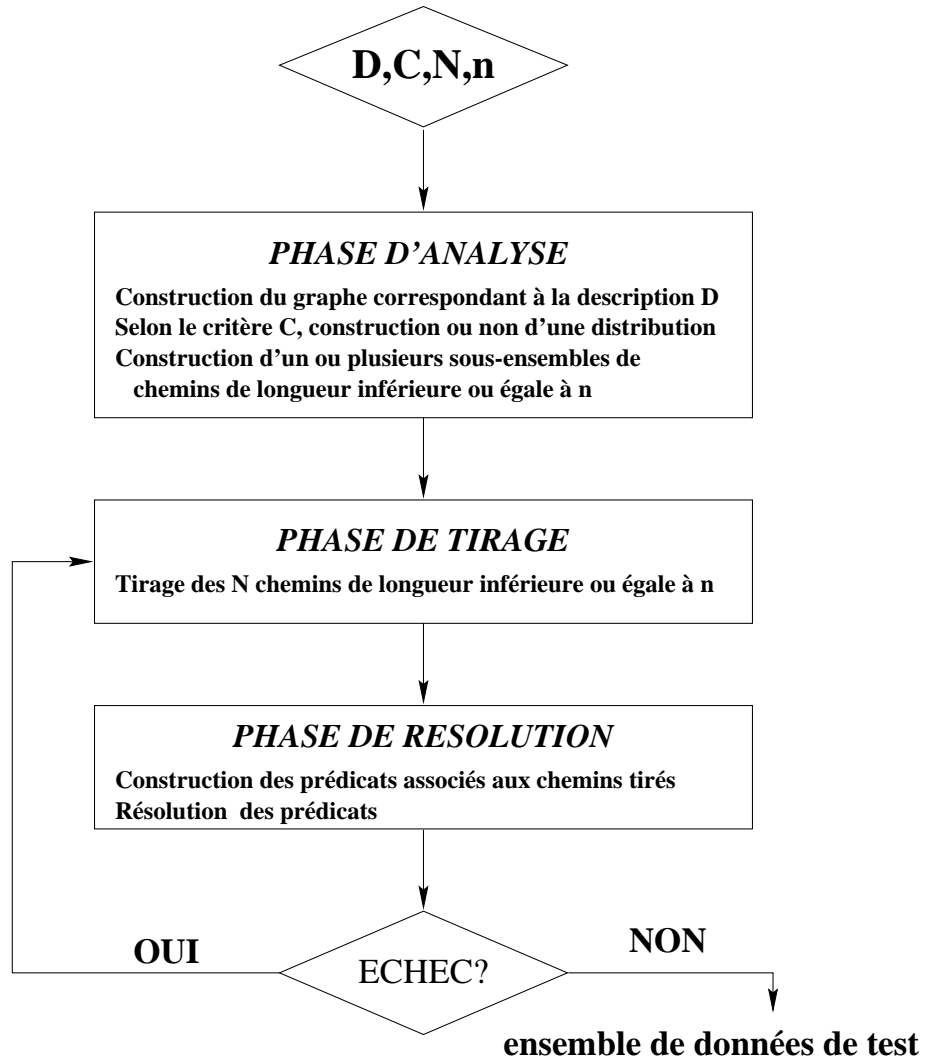 D,C,N,n
PHASE D'ANALYSE
Construction du graphe correspondant à la description D
Selon le critère C, construction ou non d'une distribution
Construction d'un ou plusieurs sous-ensembles de
chemins de longueur inférieure ou égale à n
PHASE DE TIRAGE
Tirage des N chemins de longueur inférieure ou égale à n
PHASE DE RESOLUTION
Construction des prédicats associés aux chemins tirés
Résolution des prédicats
OUI
ECHEC?
NON
ensemble de données de test